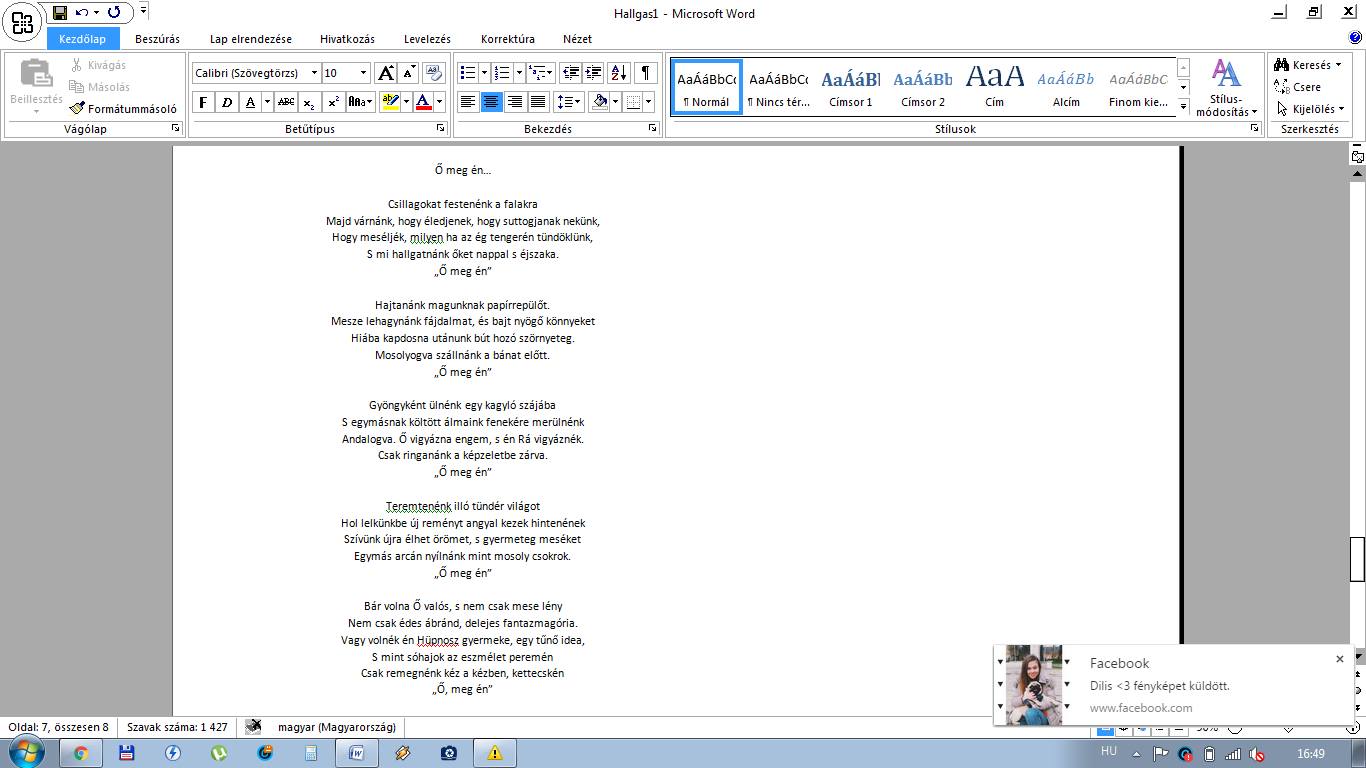 Hallgas1 - Microsoft Word
Kezdőlap Beszúrás Lap elrendezése Hivatkozás Levelezés Korrektúra Nézet
Beillesztés
Kivágás
Másolás
Formátummásoló
Vágólap
Calibri (Szövegtörzs) 10
Betűtípus
Bekezdés
AaÁáBbCc AaÁáBbCc AaÁáBl AaÁáBb AaÁ AaÁáBb AaÁáBbC
¶ Normál ¶ Nincs tér... Címsor 1 Címsor 2 Cím Alcím Finom kie...
Stílus-
módosítás
Stílusok
Keresés
Csere
Kijelölés
Szerkesztés
Ő meg én...
Csillagokat festenénk a falakra
Majd várnánk, hogy éledjenek, hogy suttogjanak nekünk,
Hogy meséljék, milyen ha az ég tengerén tündöklünk,
S mi hallgatnánk őket nappal s éjszaka.
„Ő meg én”
Hajtanánk magunknak papírrepülőt.
Mesze lehagynánk fájdalmat, és bajt nyögő könnyeket
Hiába kapdosna utánunk bút hozó szörnyeteg.
Mosolyogva szállnánk a bánat előtt.
„Ő meg én”
Gyöngyként ülnénk egy kagyló szájába
S egymásnak költött álmaink fenekére merülnénk
Andalogva. Ő vigyázna engem, s én Rá vigyáznék.
Csak ringanánk a képzeletbe zárva.
„Ő meg én”
Teremtenénk illó tündér világot
Hol lelkünkbe új reményt angyal kezek hintenének
Szívünk újra élhet örömet, s gyermeteg meséket
Egymás arcán nyílnánk mint mosoly csokrok.
„Ő meg én”
Bár volna Ő valós, s nem csak mese lény
Nem csak édes ábránd, delejes fantazmagória.
Vagy volnék én Hüpnosz gyermeke, egy tűnő idea,
S mint sóhajok az eszmélet peremén
Csak remegnénk kéz a kézben, kettecskén
„Ő, meg én”
Facebook
Dilis <3 fényképet küldött.
www.facebook.com
Oldal: 7, összesen 8 Szavak száma: 1 427 magyar (Magyarország)
HU 16:49